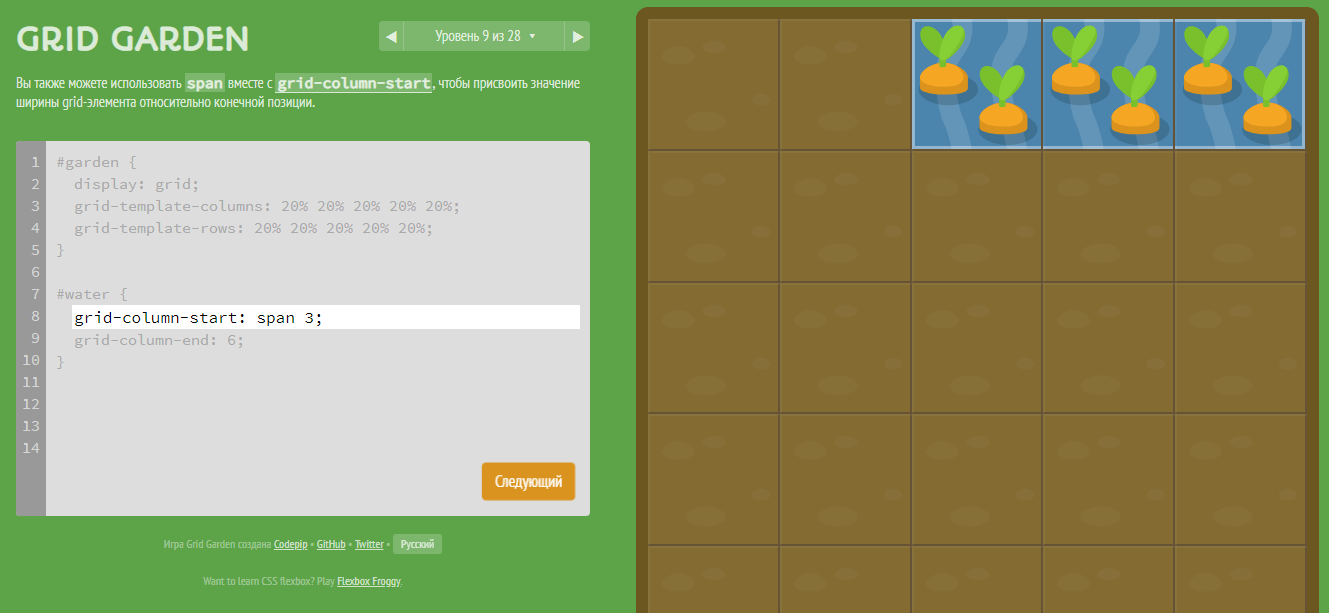 GRID GARDEN
◀ Уровень 9 из 28 ▾ ▶
Вы также можете использовать span вместе с grid-column-start, чтобы присвоить значение
ширины grid-элемента относительно конечной позиции.
1 #garden {
2 display: grid;
3 grid-template-columns: 20% 20% 20% 20% 20%;
4 grid-template-rows: 20% 20% 20% 20% 20%;
5 }
6
7 #water {
8 grid-column-start: span 3;
9 grid-column-end: 6;
10 }
11
12
13
14
Следующий
Игра Grid Garden создана Codepip • GitHub • Twitter • Русский
Want to learn CSS flexbox? Play Flexbox Froggy.